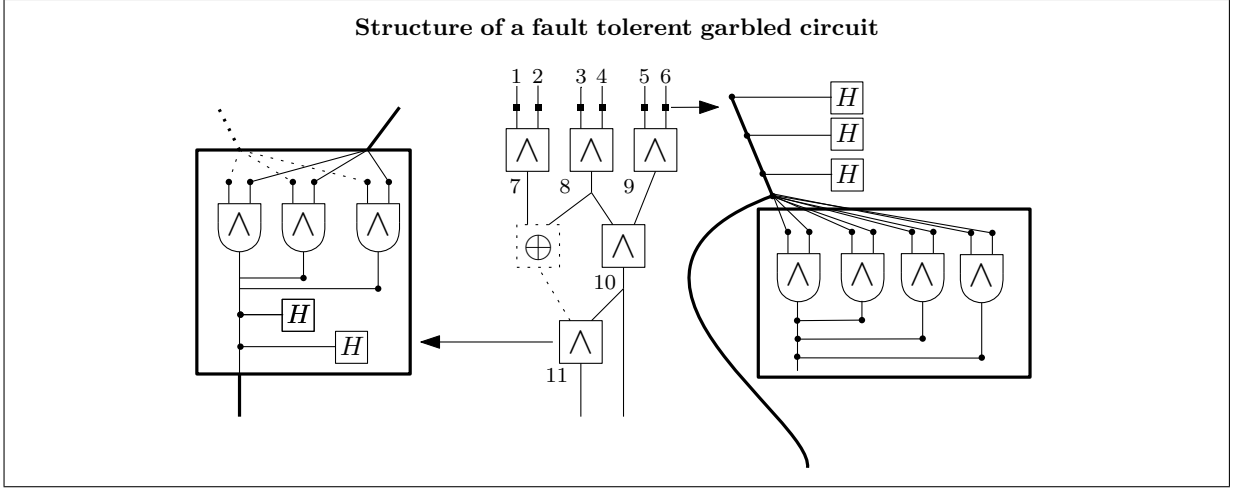 Structure of a fault tolerent garbled circuit
1 2 3 4 5 6
H
H
H
∧ ∧ ∧
7 8 9
∧ ∧ ∧
⊕ ∧
∧ ∧ ∧ ∧
10
H
H
∧
11